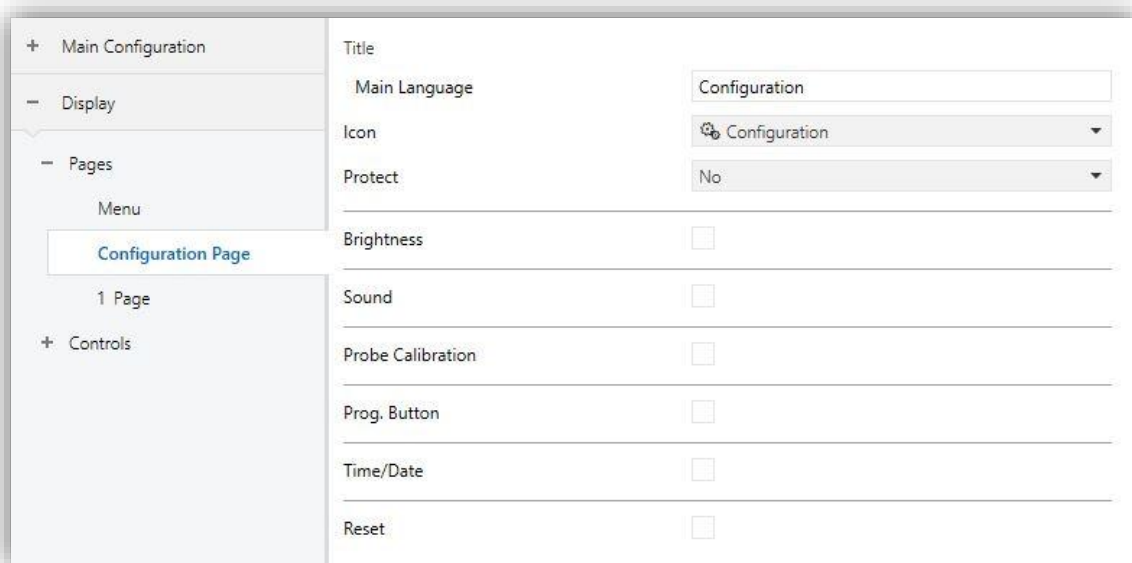 + Main Configuration
− Display
− Pages
Menu
Configuration Page
1 Page
+ Controls
Title
Main Language Configuration
Icon Configuration
Protect No
Brightness
Sound
Probe Calibration
Prog. Button
Time/Date
Reset